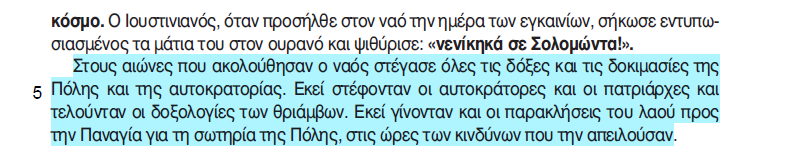 κόσμο. Ο Ιουστινιανός, όταν προσήλθε στον ναό την ημέρα των εγκαινίων, σήκωσε εντυπω-
σιασμένος τα μάτια του στον ουρανό και ψιθύρισε: «νενίκηκά σε Σολομώντα!».
Στους αιώνες που ακολούθησαν ο ναός στέγασε όλες τις δόξες και τις δοκιμασίες της
5 Πόλης και της αυτοκρατορίας. Εκεί στέφονταν οι αυτοκράτορες και οι πατριάρχες και
τελούνταν οι δοξολογίες των θριάμβων. Εκεί γίνονταν και οι παρακλήσεις του λαού προς
την Παναγία για τη σωτηρία της Πόλης, στις ώρες των κινδύνων που την απειλούσαν.